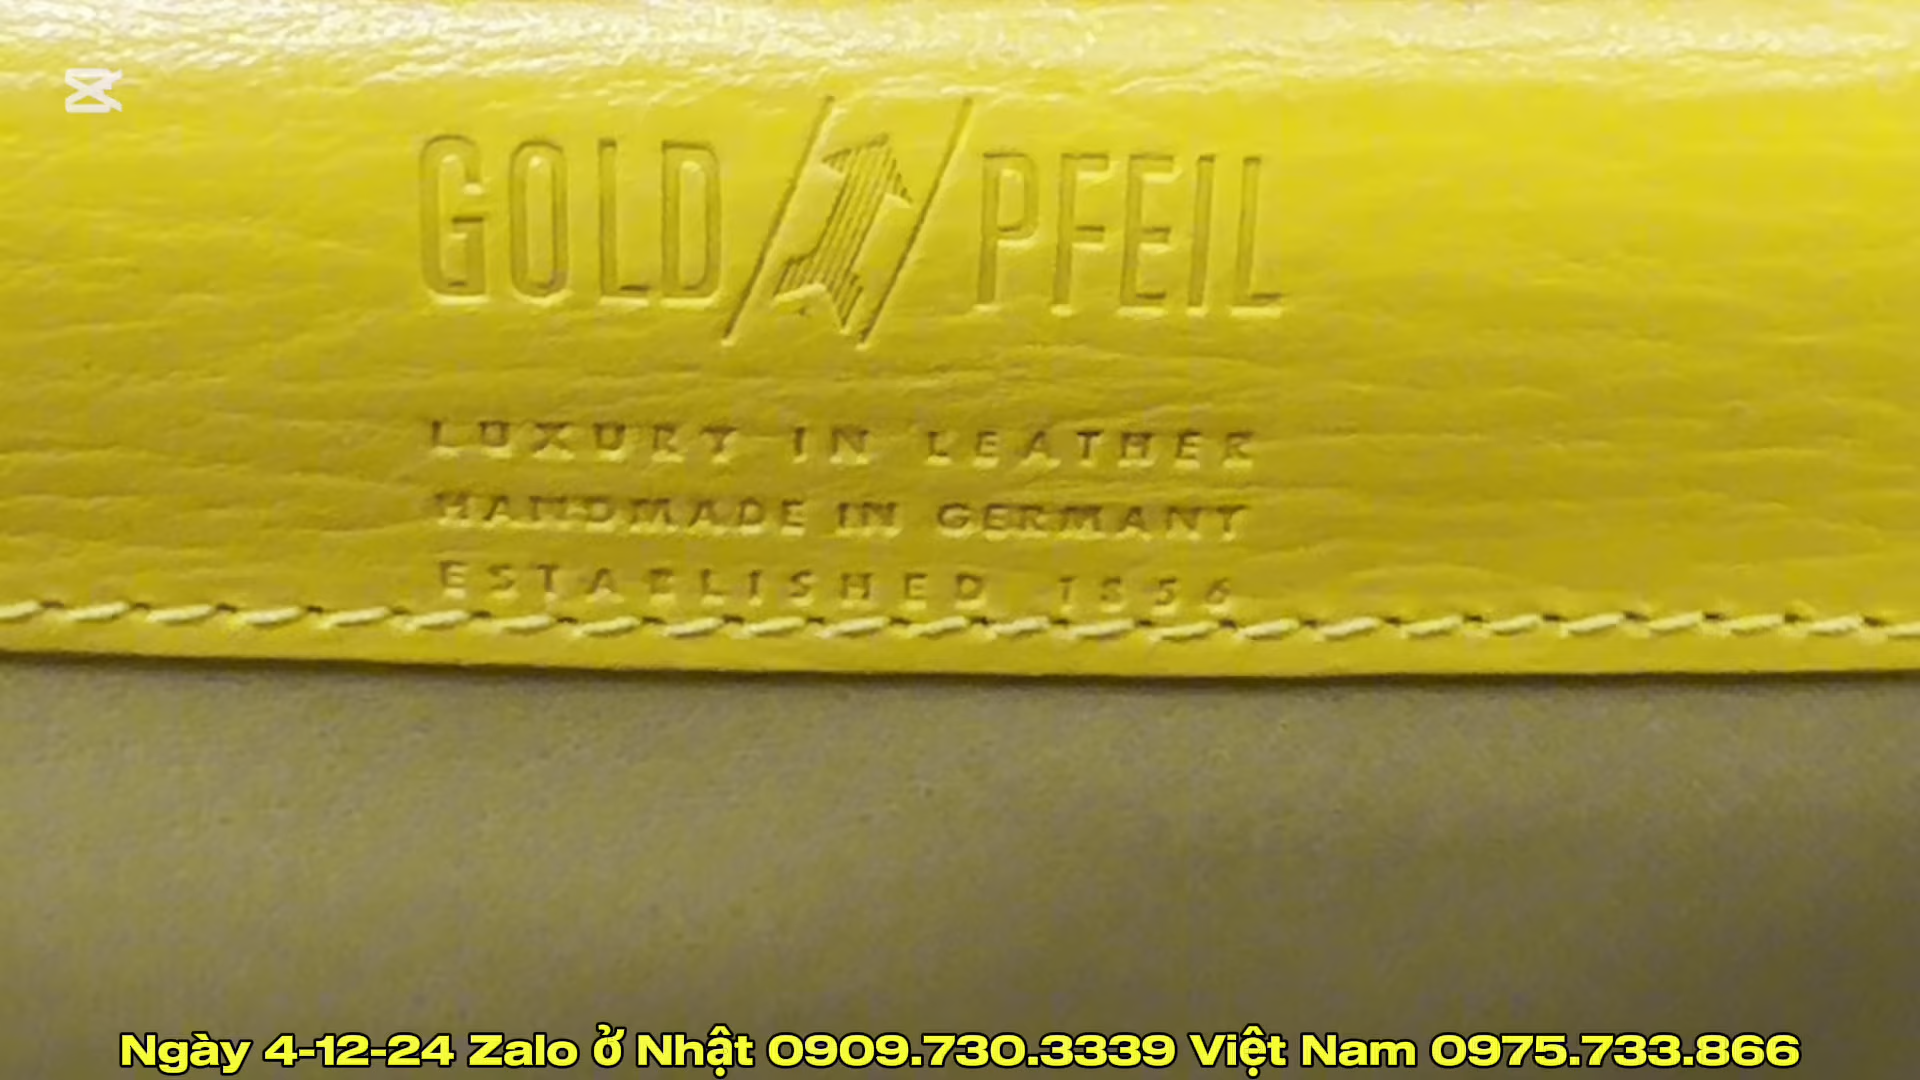 GOLD PFEIL
LUXURY IN LEATHER
HANDMADE IN GERMANY
ESTABLISHED 1856
Ngày 4-12-24 Zalo ở Nhật 0909.730.3339 Việt Nam 0975.733.866